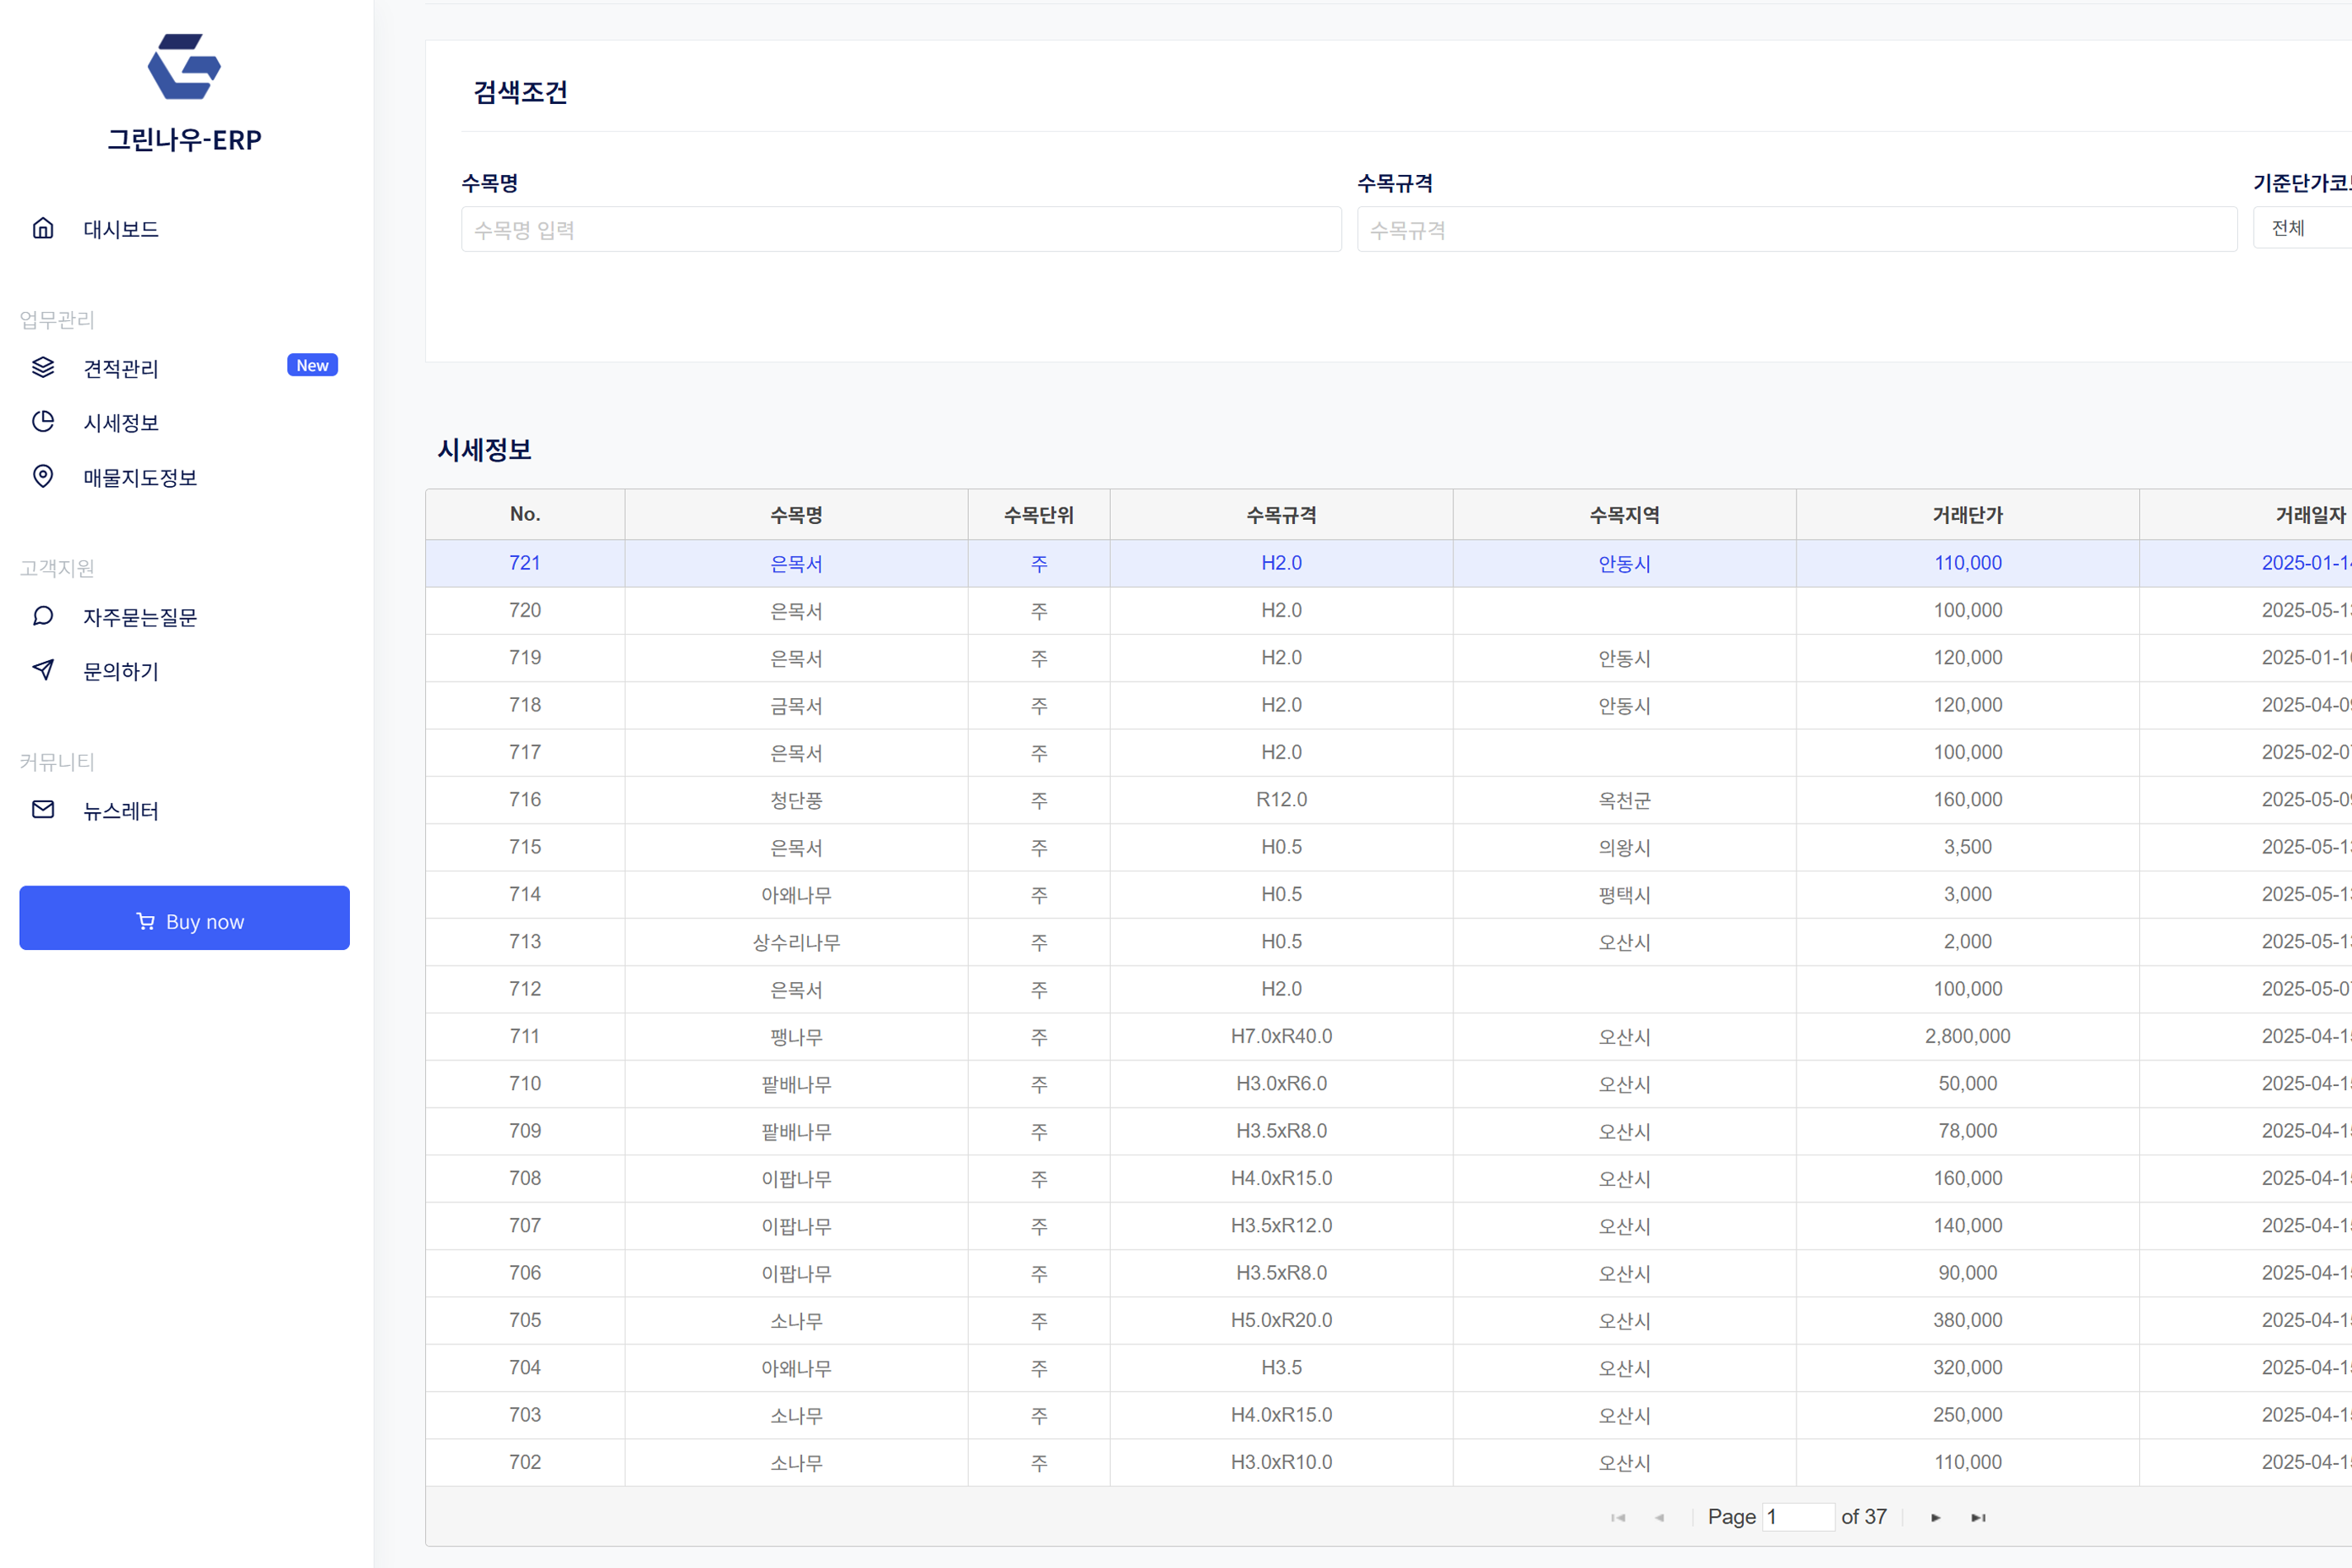 그린나우-ERP
대시보드
업무관리
견적관리 New
시세정보
매물지도정보
고객지원
자주묻는질문
문의하기
커뮤니티
뉴스레터
Buy now
검색조건
수목명 수목규격 기준단가코
수목명 입력 수목규격 전체
시세정보
No. 수목명 수목단위 수목규격 수목지역 거래단가 거래일자
721 은목서 주 H2.0 안동시 110,000 2025-01-1
720 은목서 주 H2.0 100,000 2025-05-1
719 은목서 주 H2.0 안동시 120,000 2025-01-1
718 금목서 주 H2.0 안동시 120,000 2025-04-0
717 은목서 주 H2.0 100,000 2025-02-0
716 청단풍 주 R12.0 옥천군 160,000 2025-05-0
715 은목서 주 H0.5 의왕시 3,500 2025-05-1
714 아왜나무 주 H0.5 평택시 3,000 2025-05-1
713 상수리나무 주 H0.5 오산시 2,000 2025-05-1
712 은목서 주 H2.0 100,000 2025-05-0
711 팽나무 주 H7.0xR40.0 오산시 2,800,000 2025-04-1
710 팥배나무 주 H3.0xR6.0 오산시 50,000 2025-04-1
709 팥배나무 주 H3.5xR8.0 오산시 78,000 2025-04-1
708 이팝나무 주 H4.0xR15.0 오산시 160,000 2025-04-1
707 이팝나무 주 H3.5xR12.0 오산시 140,000 2025-04-1
706 이팝나무 주 H3.5xR8.0 오산시 90,000 2025-04-1
705 소나무 주 H5.0xR20.0 오산시 380,000 2025-04-1
704 아왜나무 주 H3.5 오산시 320,000 2025-04-1
703 소나무 주 H4.0xR15.0 오산시 250,000 2025-04-1
702 소나무 주 H3.0xR10.0 오산시 110,000 2025-04-1
Page 1 of 37